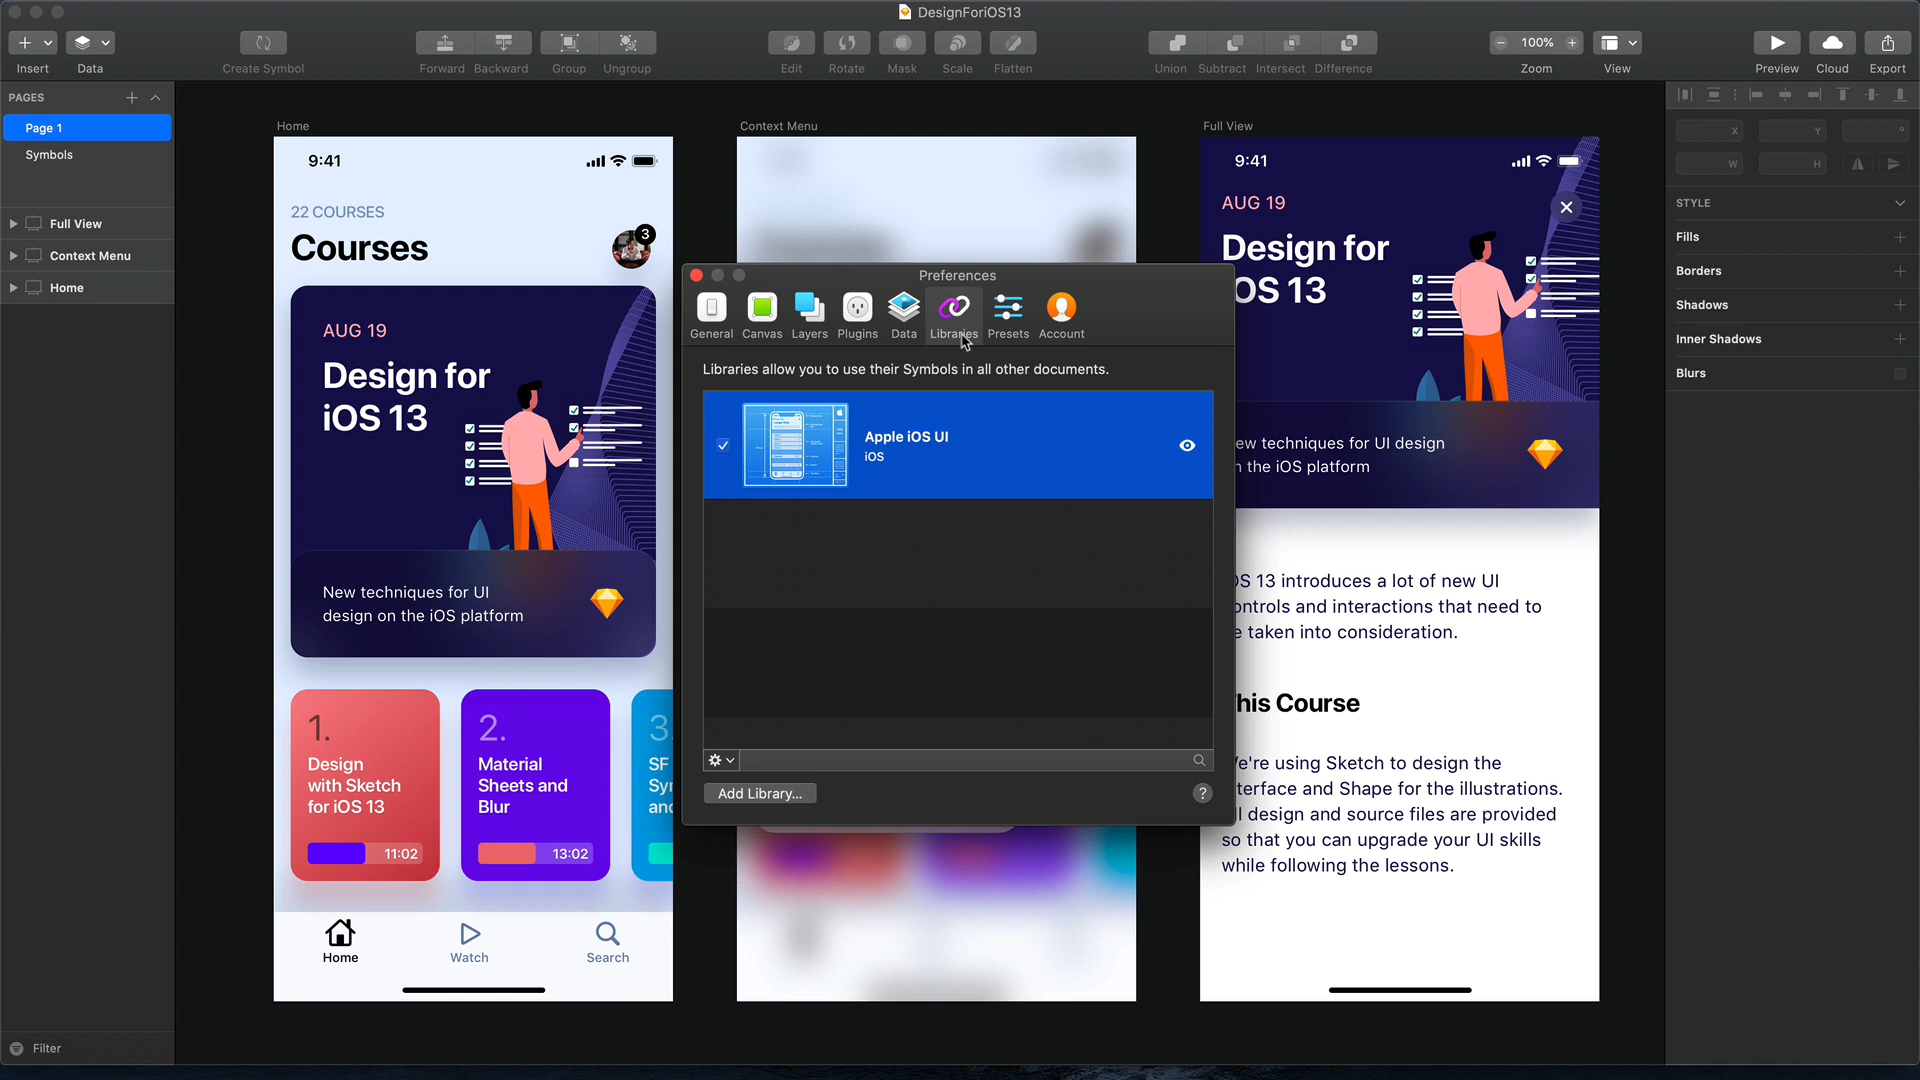 DesignForiOS13
Insert
Data
Create Symbol
Forward
Backward
Group
Ungroup
Edit
Rotate
Mask
Scale
Flatten
Union
Subtract
Intersect
Difference
100%
Zoom
View
Preview
Cloud
Export
PAGES
Page 1
Symbols
Full View
Context Menu
Home
Filter
Home
9:41
22 COURSES
Courses
3
AUG 19
Design for
iOS 13
New techniques for UI
design on the iOS platform
1.
Design
with Sketch
for iOS 13
11:02
2.
Material
Sheets and
Blur
13:02
3.
SF
Home
Watch
Search
Context Menu
Preferences
General
Canvas
Layers
Plugins
Data
Libraries
Presets
Account
Libraries allow you to use their Symbols in all other documents.
Apple iOS UI
iOS
Add Library...
?
Full View
9:41
AUG 19
Design for
OS 13
ew techniques for UI design
n the iOS platform
OS 13 introduces a lot of new UI
ontrols and interactions that need to
e taken into consideration.
his Course
e're using Sketch to design the
terface and Shape for the illustrations.
ll design and source files are provided
so that you can upgrade your UI skills
while following the lessons.
X
Y
°
W
H
STYLE
Fills
Borders
Shadows
Inner Shadows
Blurs